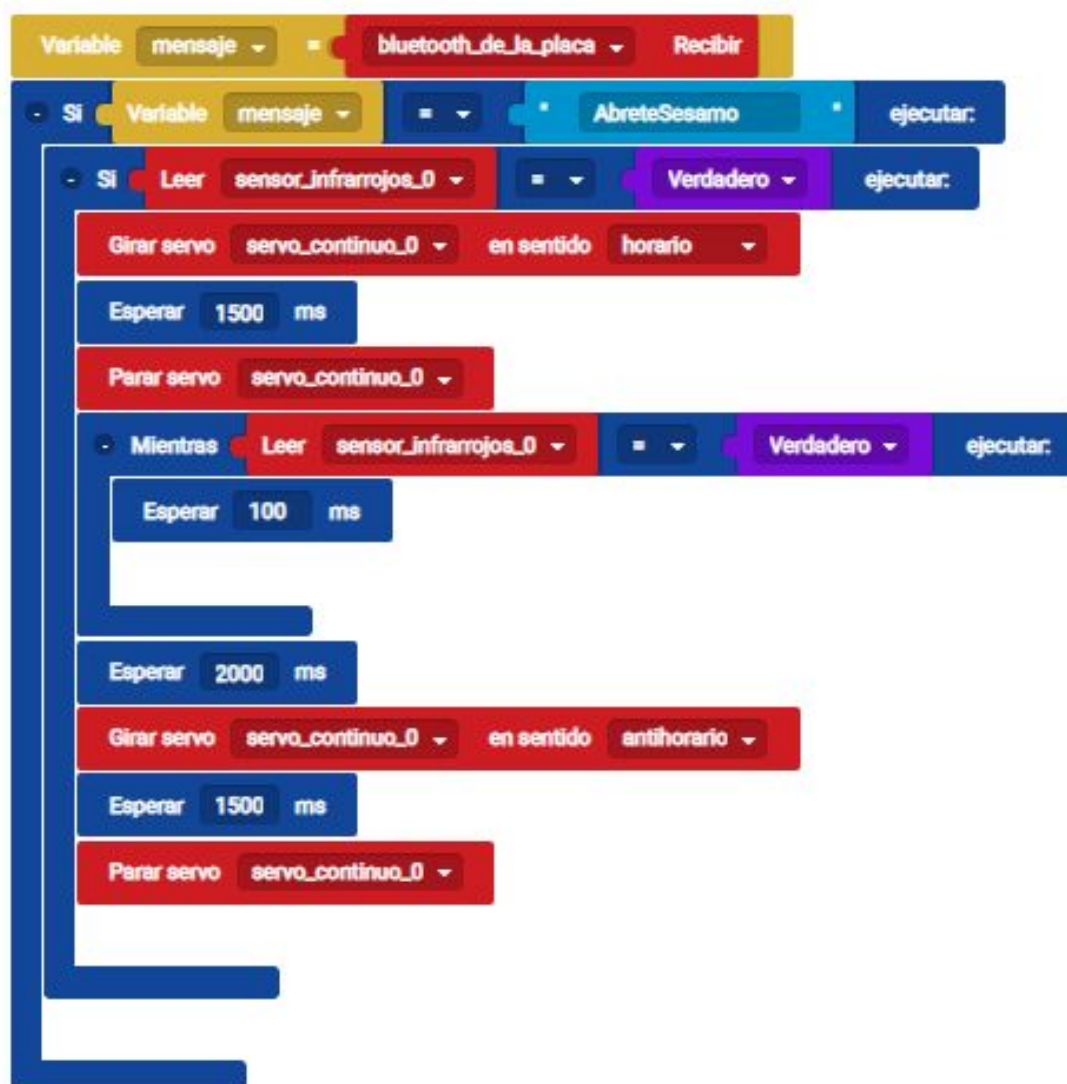 Variable mensaje = bluetooth_de_la_placa Recibir
- Si Variable mensaje = " AbreteSesamo " ejecutar:
- Si Leer sensor_infrarrojos_0 = Verdadero ejecutar:
Girar servo servo_continuo_0 en sentido horario
Esperar 1500 ms
Parar servo servo_continuo_0
- Mientras Leer sensor_infrarrojos_0 = Verdadero ejecutar:
Esperar 100 ms
Esperar 2000 ms
Girar servo servo_continuo_0 en sentido antihorario
Esperar 1500 ms
Parar servo servo_continuo_0